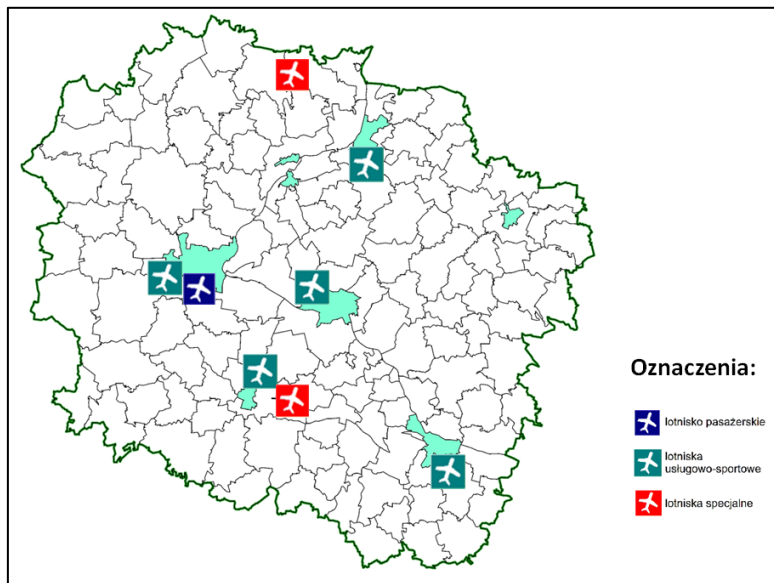 Oznaczenia:
lotnisko pasażerskie
lotniska
usługowo-sportowe
lotniska specjalne